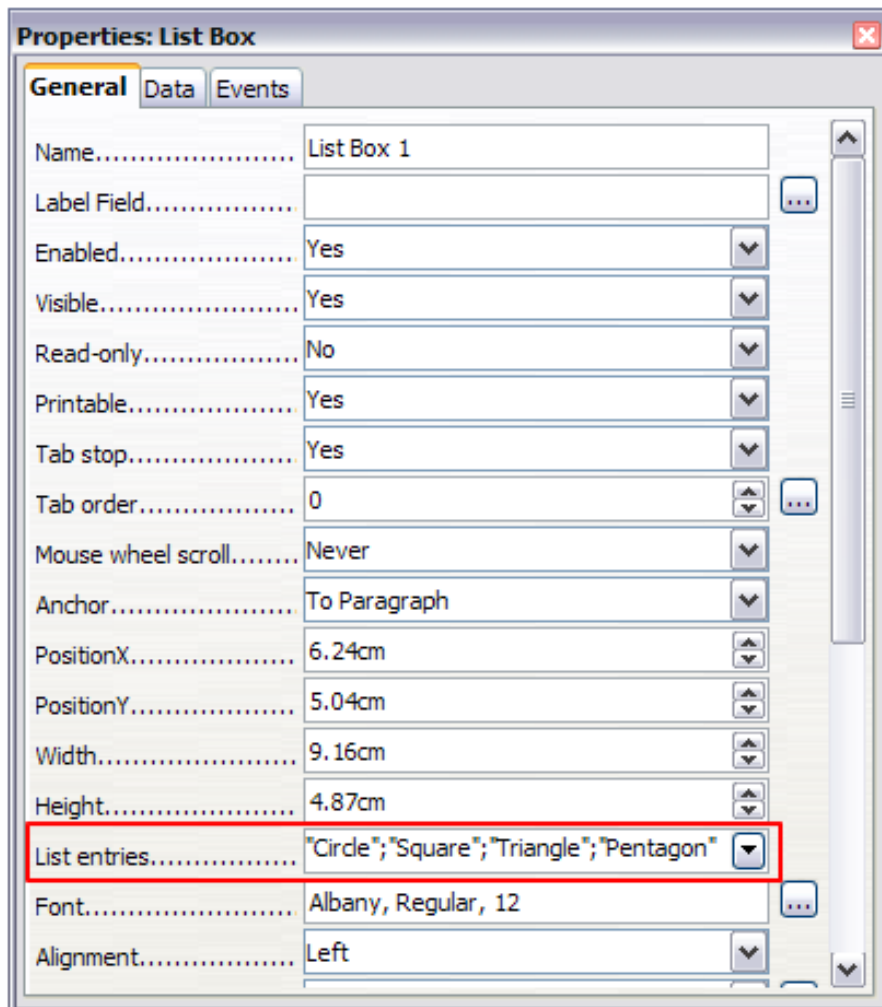 Properties: List Box
General Data Events
Name...................... List Box 1
Label Field.................
...
Enabled.................... Yes
Visible...................... Yes
Read-only................. No
Printable................... Yes
Tab stop................... Yes
Tab order.................. 0
...
Mouse wheel scroll....... Never
Anchor..................... To Paragraph
PositionX.................. 6.24cm
PositionY.................. 5.04cm
Width...................... 9.16cm
Height..................... 4.87cm
List entries................ "Circle";"Square";"Triangle";"Pentagon"
Font........................ Albany, Regular, 12
...
Alignment.................. Left